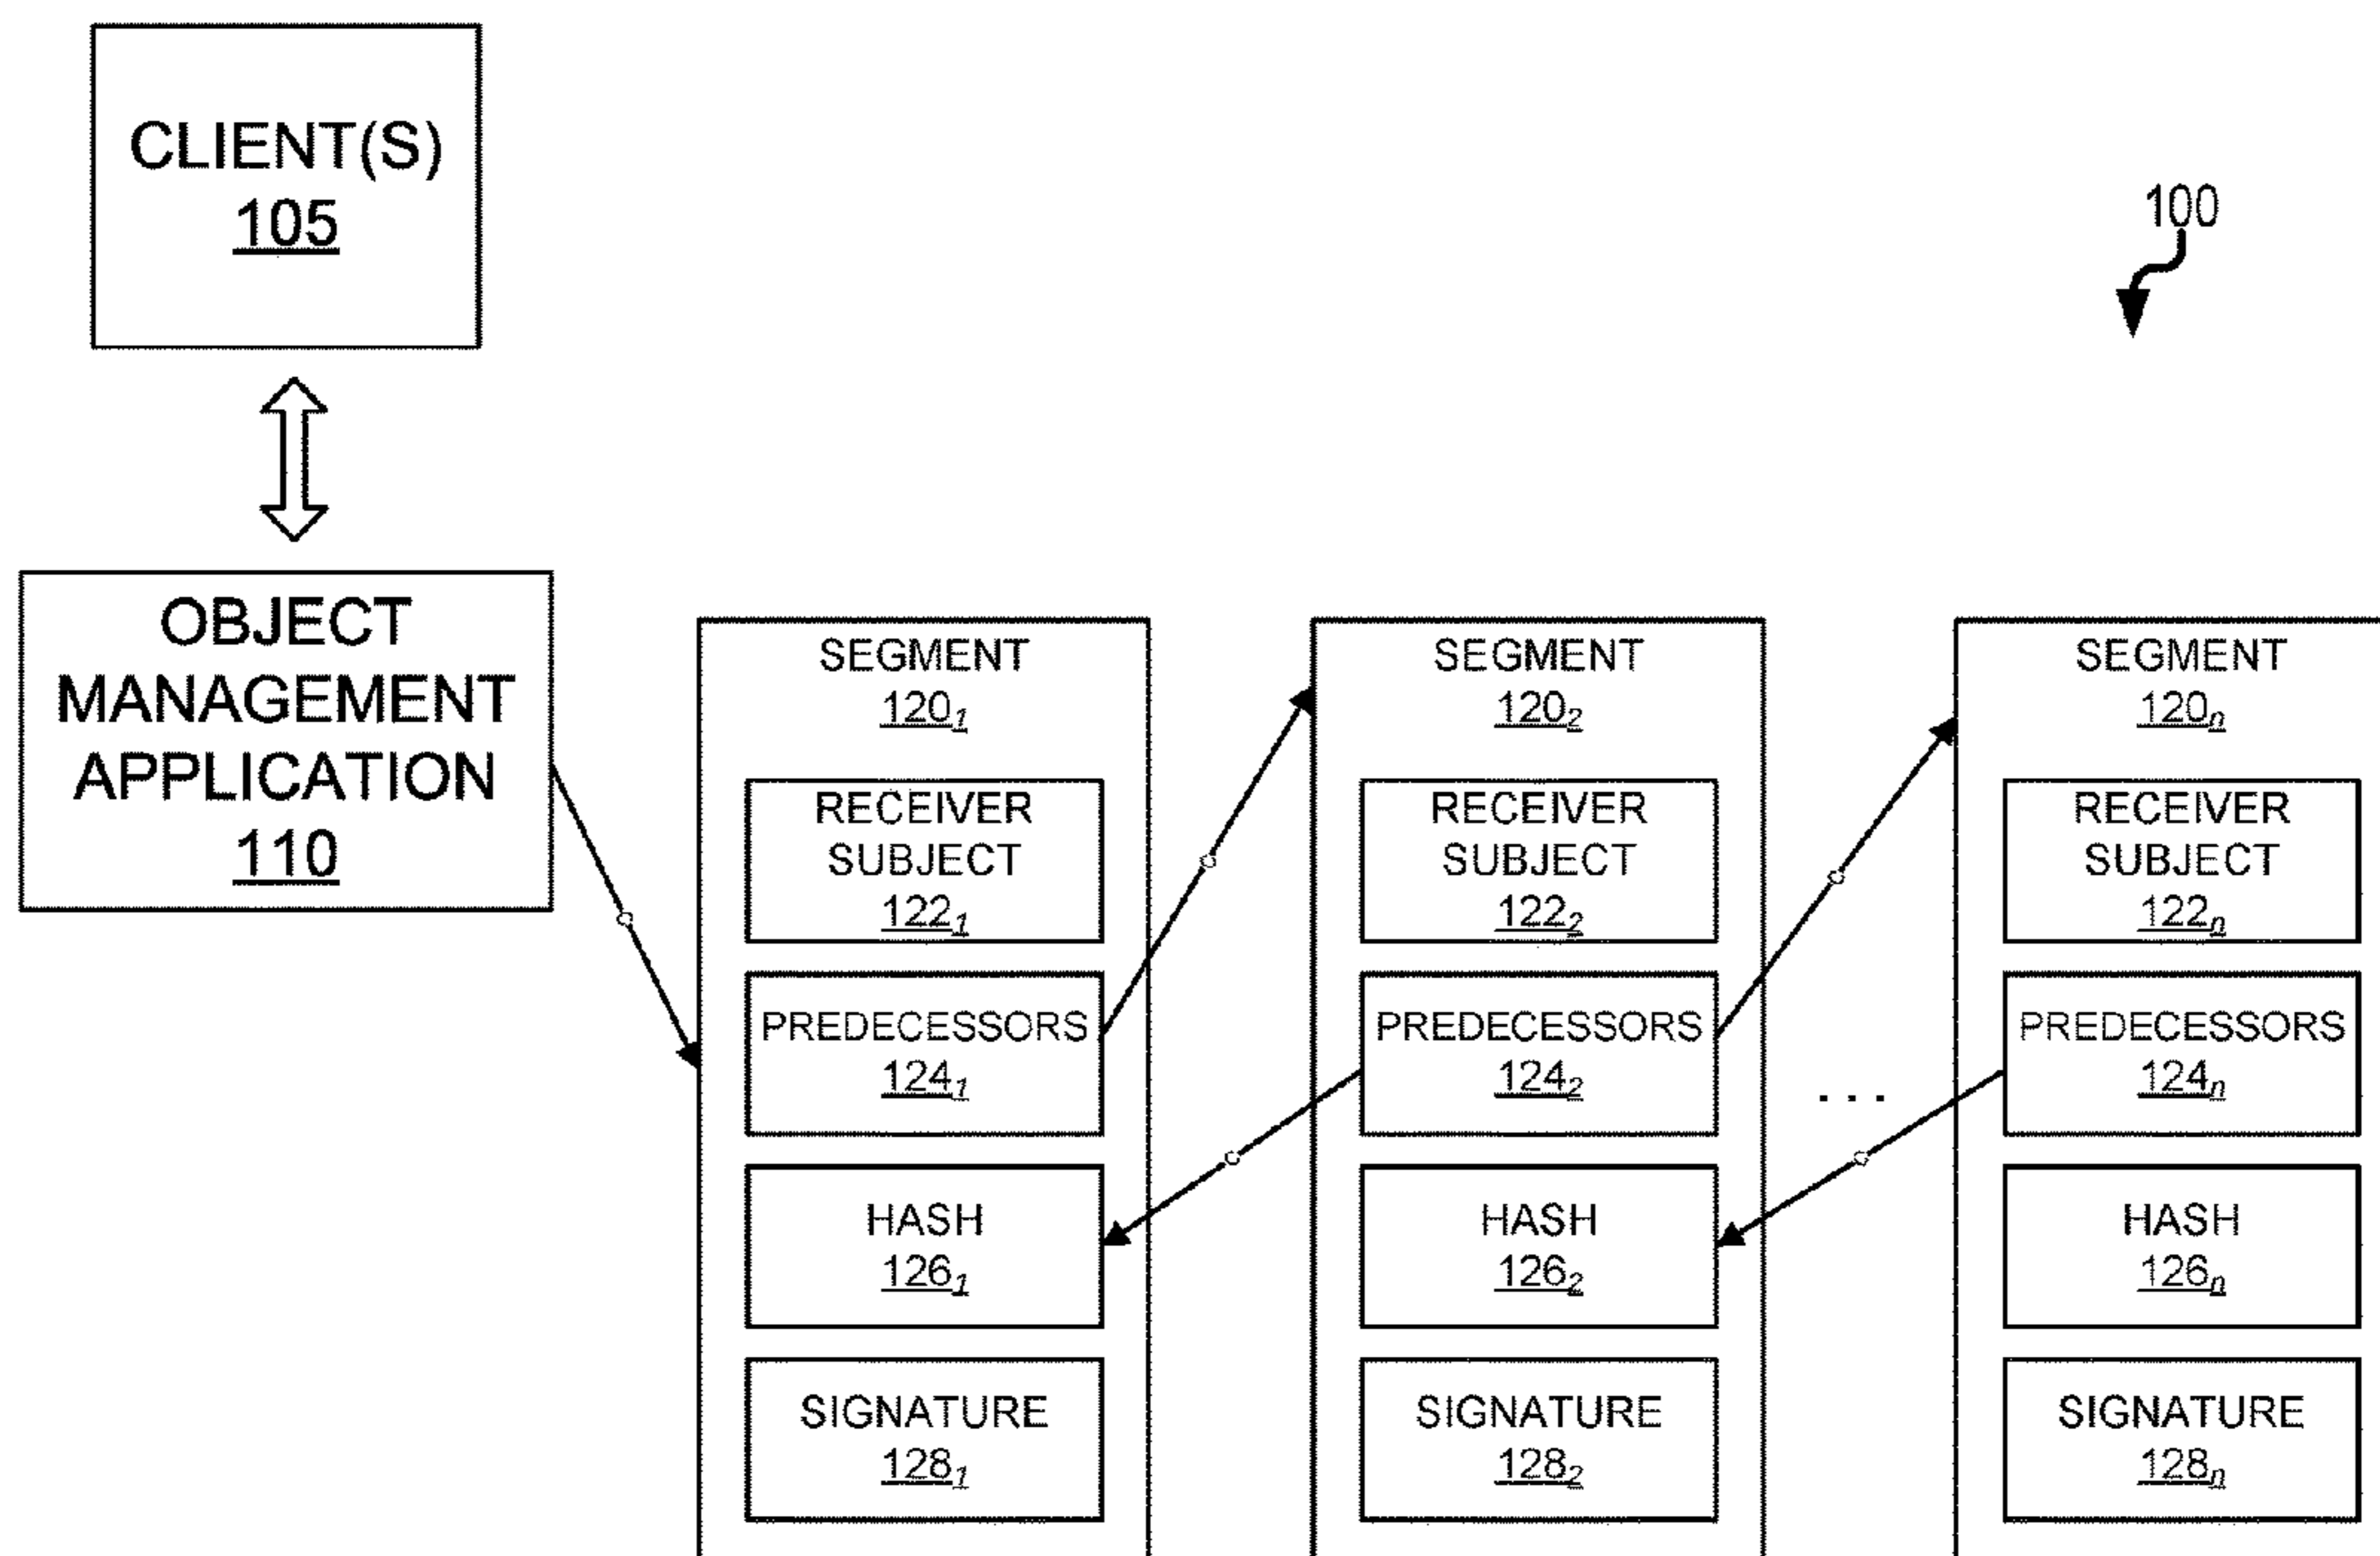 CLIENT(S)
105
100
OBJECT
MANAGEMENT
APPLICATION
110
SEGMENT
120₁
RECEIVER
SUBJECT
122₁
PREDECESSORS
124₁
HASH
126₁
SIGNATURE
128₁
SEGMENT
120₂
RECEIVER
SUBJECT
122₂
PREDECESSORS
124₂
HASH
126₂
SIGNATURE
128₂
. . .
SEGMENT
120ₙ
RECEIVER
SUBJECT
122ₙ
PREDECESSORS
124ₙ
HASH
126ₙ
SIGNATURE
128ₙ